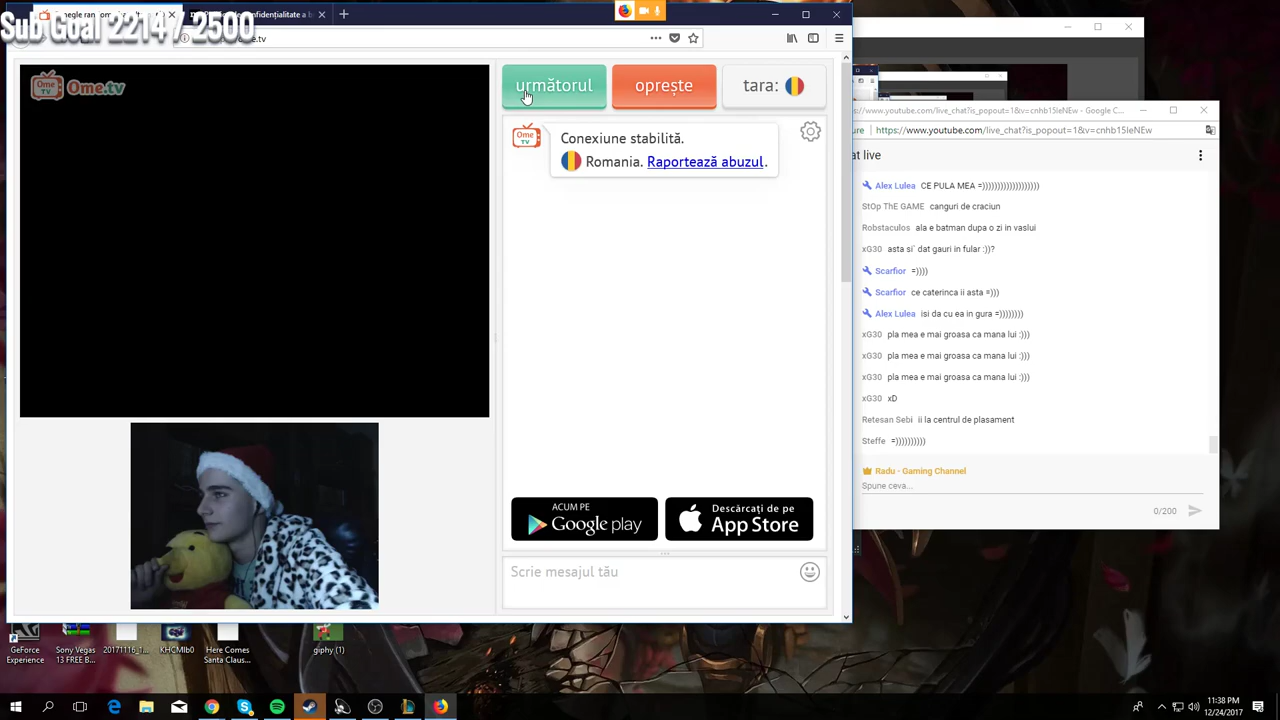 Sub Goal 2214 / 2500
următorul
oprește
tara:
Ome TV Ome.tv
Conexiune stabilită.
Romania. Raportează abuzul.
ACUM PE
Google play
Descărcați de pe
App Store
Scrie mesajul tău
https://www.youtube.com/live_chat?is_popout=1&v=cnhb15leNEw
Alex Lulea CE PULA MEA =)))))))))))))))))))
StOp ThE GAME canguri de craciun
Robstaculos ala e batman dupa o zi in vaslui
xG30 asta si` dat gauri in fular :))?
Scarfior =))))
Scarfior ce caterinca ii asta =)))
Alex Lulea isi da cu ea in gura =))))))))
xG30 pla mea e mai groasa ca mana lui :)))
xG30 pla mea e mai groasa ca mana lui :)))
xG30 pla mea e mai groasa ca mana lui :)))
xG30 xD
Retesan Sebi ii la centrul de plasament
Steffe =))))))))))
Radu - Gaming Channel
Spune ceva...
0/200
GeForce Experience
Sony Vegas 13 FREE B...
20171116_1...
KHCMlb0
Here Comes Santa Claus...
giphy (1)
11:38 PM
12/24/2017